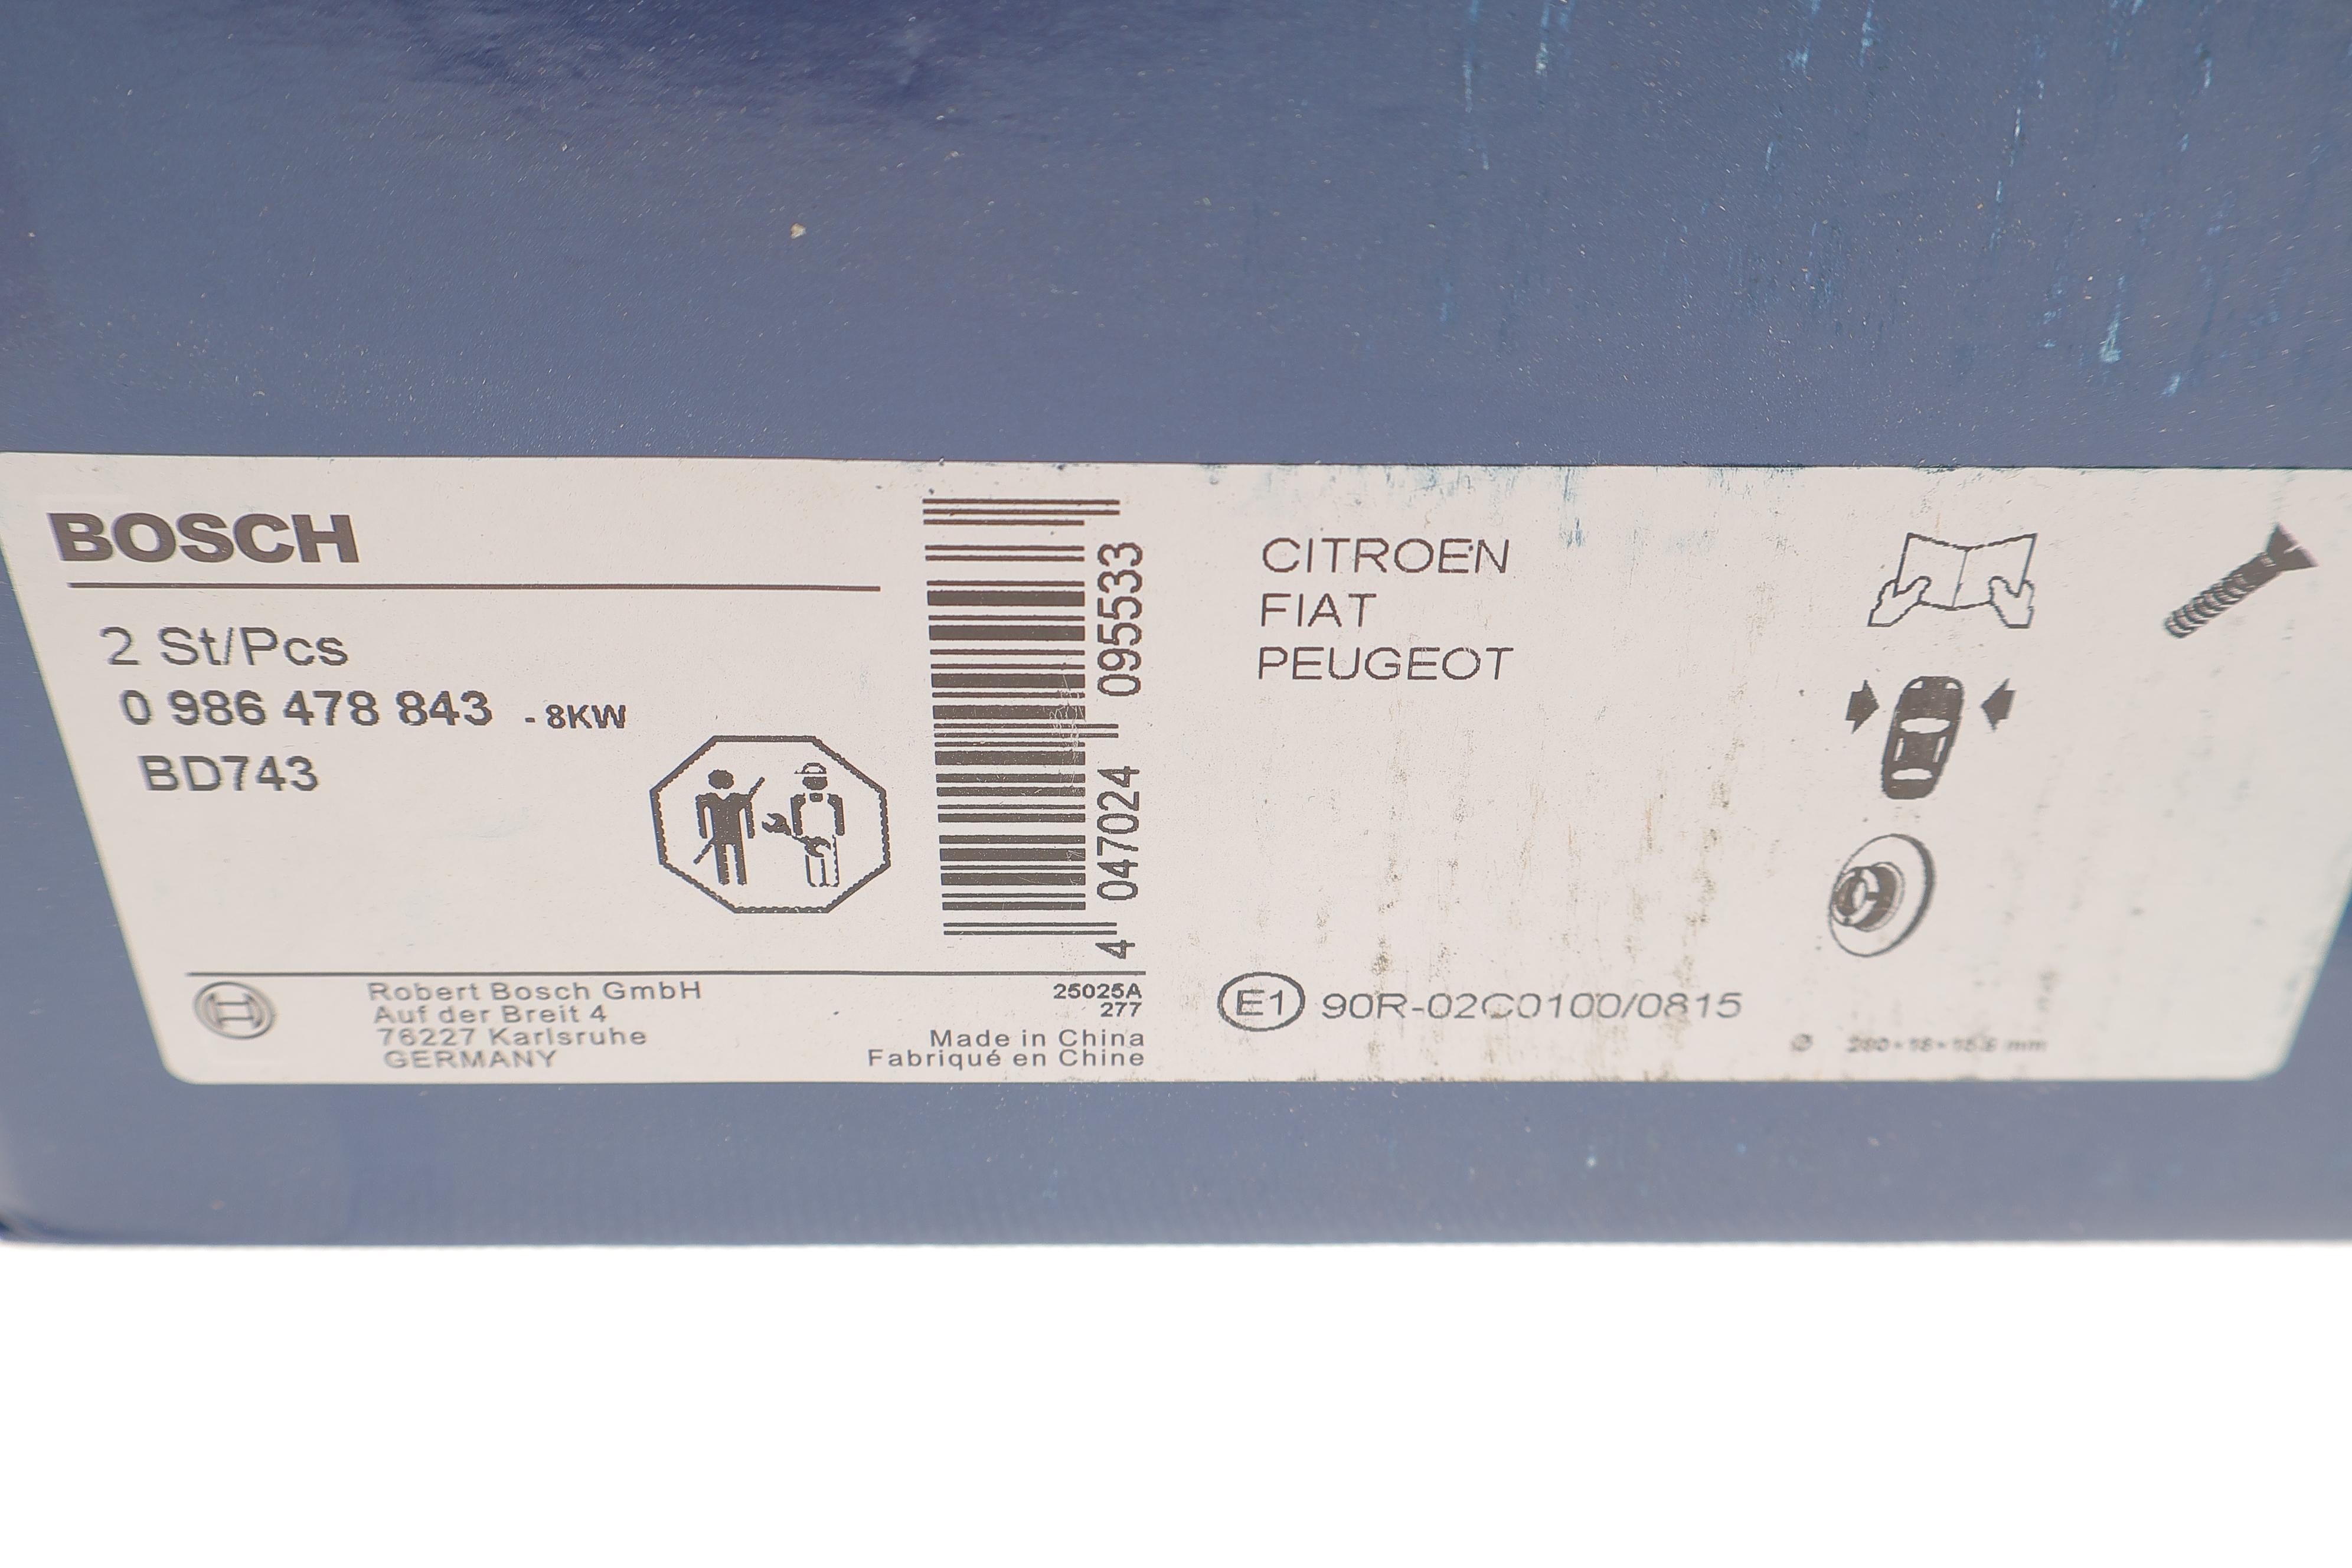 BOSCH
2 St/Pcs
0 986 478 843 - 8KW
BD743
4 047024 095533
Robert Bosch GmbH
Auf der Breit 4
76227 Karlsruhe
GERMANY
25025A
277
Made in China
Fabriqué en Chine
CITROEN
FIAT
PEUGEOT
E1 90R-02C0100/0815
Ø mm